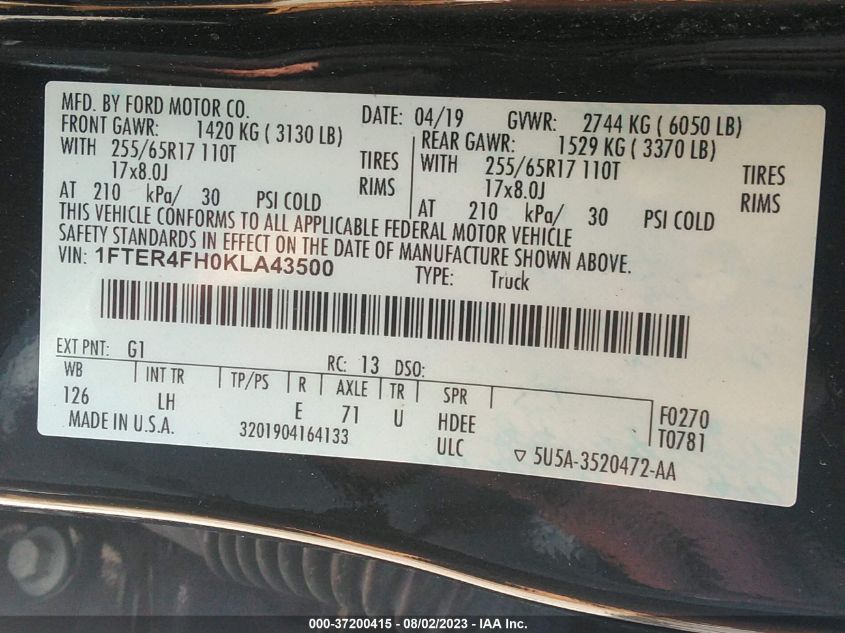 MFD. BY FORD MOTOR CO. DATE: 04/19 GVWR: 2744 KG ( 6050 LB)
FRONT GAWR: 1420 KG ( 3130 LB) REAR GAWR: 1529 KG ( 3370 LB)
WITH 255/65R17 110T TIRES WITH 255/65R17 110T TIRES
17x8.0J RIMS 17x8.0J RIMS
AT 210 kPa/ 30 PSI COLD AT 210 kPa/ 30 PSI COLD
THIS VEHICLE CONFORMS TO ALL APPLICABLE FEDERAL MOTOR VEHICLE
SAFETY STANDARDS IN EFFECT ON THE DATE OF MANUFACTURE SHOWN ABOVE.
VIN: 1FTER4FH0KLA43500 TYPE: Truck
EXT PNT: G1 RC: 13 DSO:
WB INT TR TP/PS R AXLE TR SPR
126 LH E 71 U HDEE F0270
MADE IN U.S.A. 3201904164133 ULC T0781
▽ 5U5A-3520472-AA
000-37200415 - 08/02/2023 - IAA Inc.